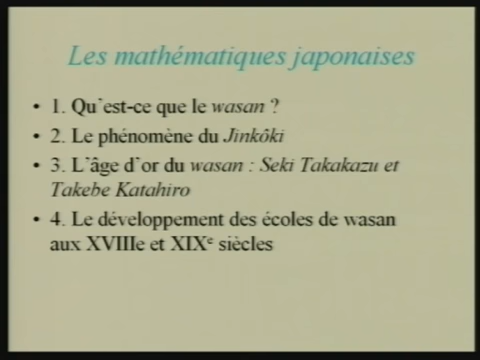 Les mathématiques japonaises
• 1. Qu'est-ce que le wasan ?
• 2. Le phénomène du Jinkôki
• 3. L'âge d'or du wasan : Seki Takakazu et
Takebe Katahiro
• 4. Le développement des écoles de wasan
aux XVIIIe et XIXe siècles